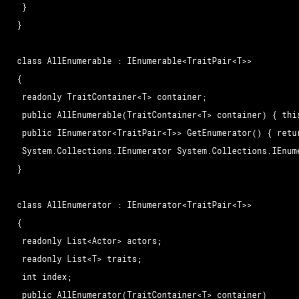 }
}
class AllEnumerable : IEnumerable<TraitPair<T>>
{
readonly TraitContainer<T> container;
public AllEnumerable(TraitContainer<T> container) { this
public IEnumerator<TraitPair<T>> GetEnumerator() { retur
System.Collections.IEnumerator System.Collections.IEnume
}
class AllEnumerator : IEnumerator<TraitPair<T>>
{
readonly List<Actor> actors;
readonly List<T> traits;
int index;
public AllEnumerator(TraitContainer<T> container)